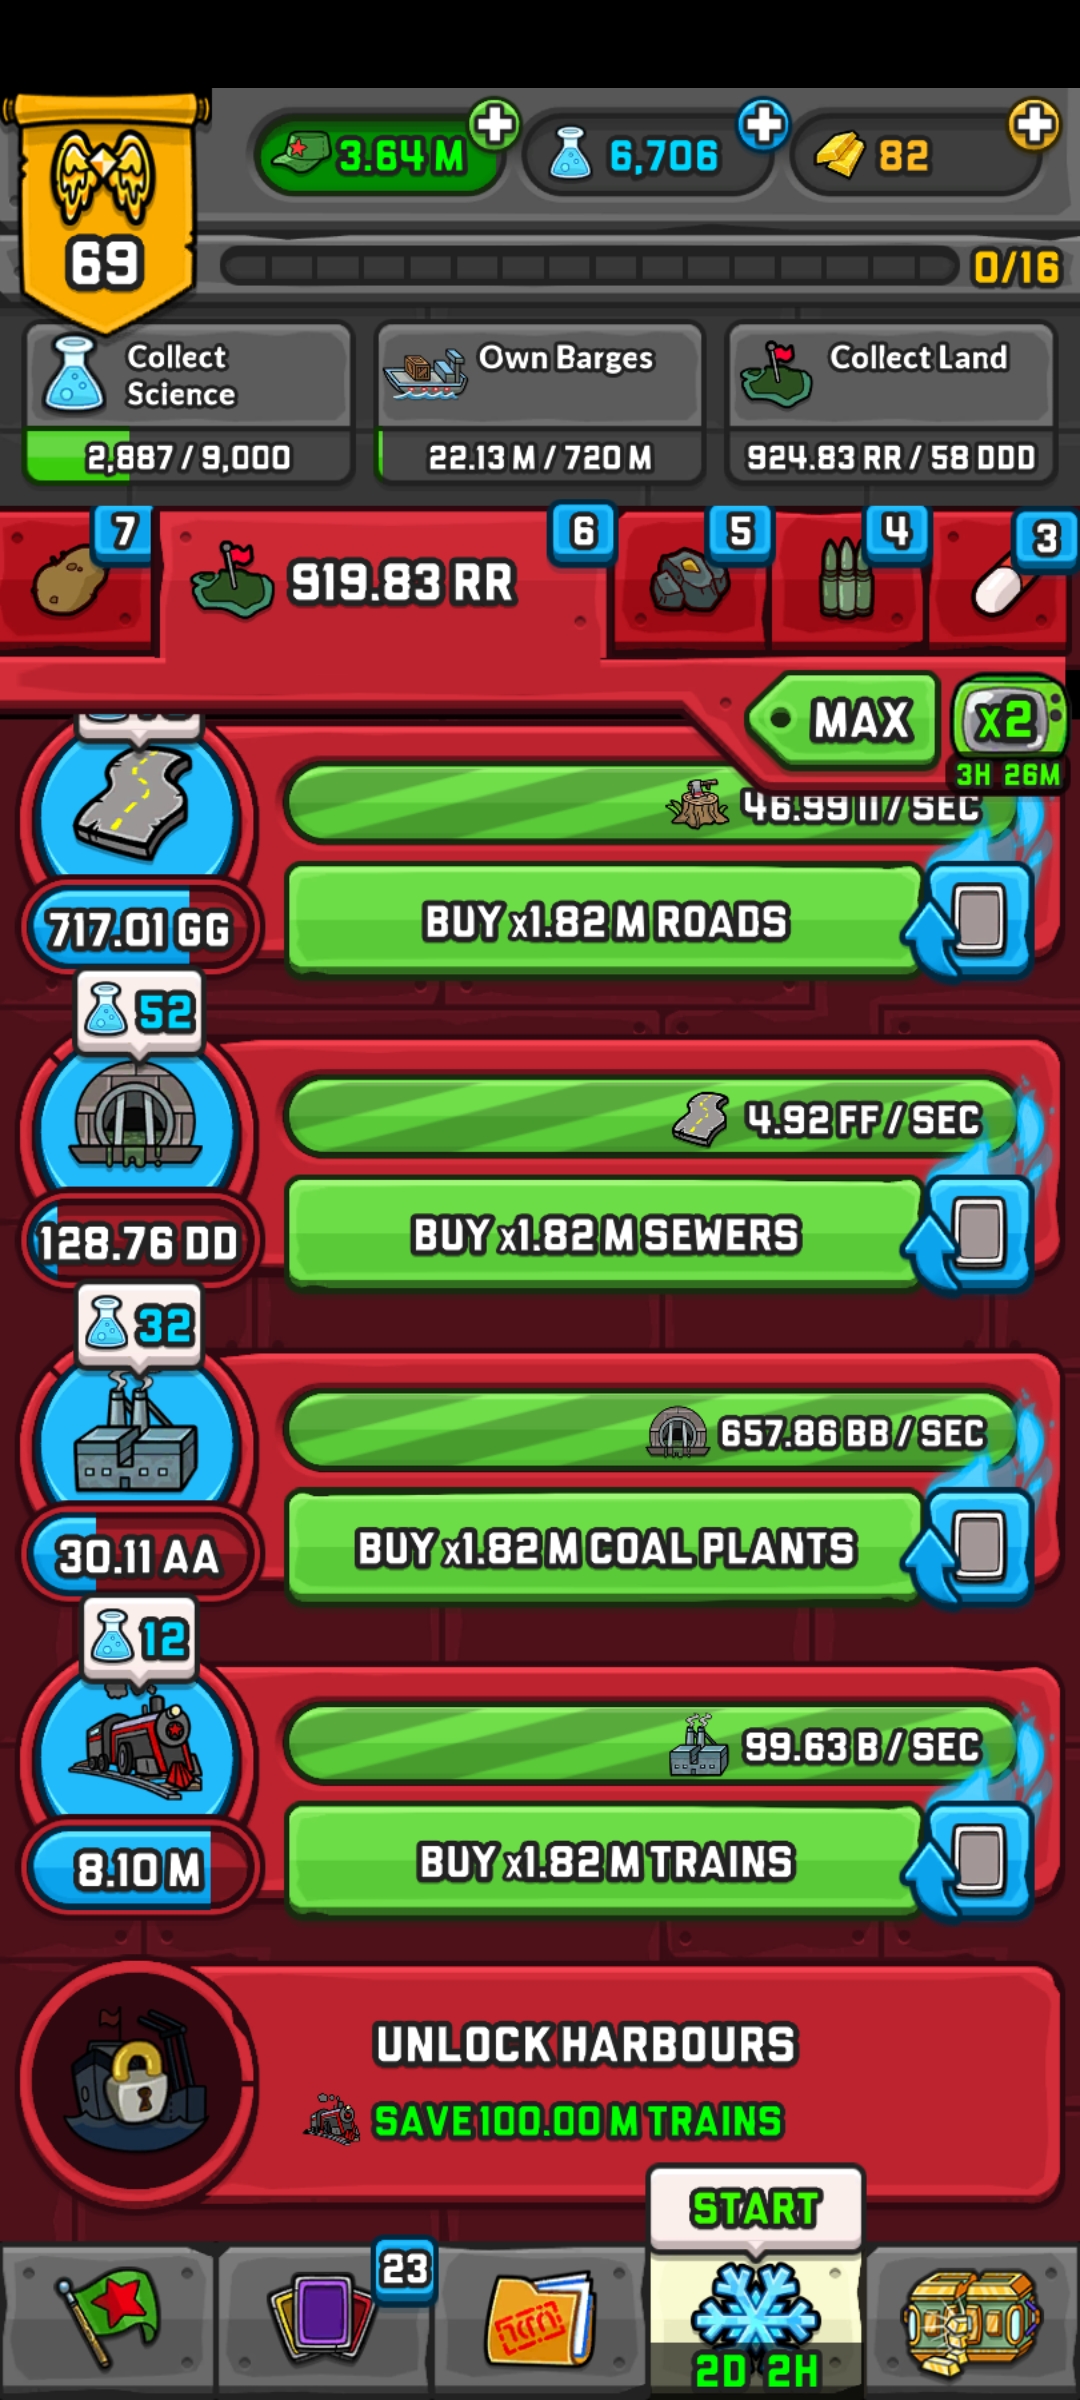 3.64 M
6,706
82
69
0/16
Collect
Science
2,887 / 9,000
Own Barges
22.13 M / 720 M
Collect Land
924.83 RR / 58 DDD
7
919.83 RR
6
5
4
3
MAX
x2
3H 26M
46.99 II / SEC
717.01 GG
BUY x1.82 M ROADS
52
4.92 FF / SEC
128.76 DD
BUY x1.82 M SEWERS
32
657.86 BB / SEC
30.11 AA
BUY x1.82 M COAL PLANTS
12
99.63 B / SEC
8.10 M
BUY x1.82 M TRAINS
UNLOCK HARBOURS
SAVE 100.00 M TRAINS
START
23
2D 2H